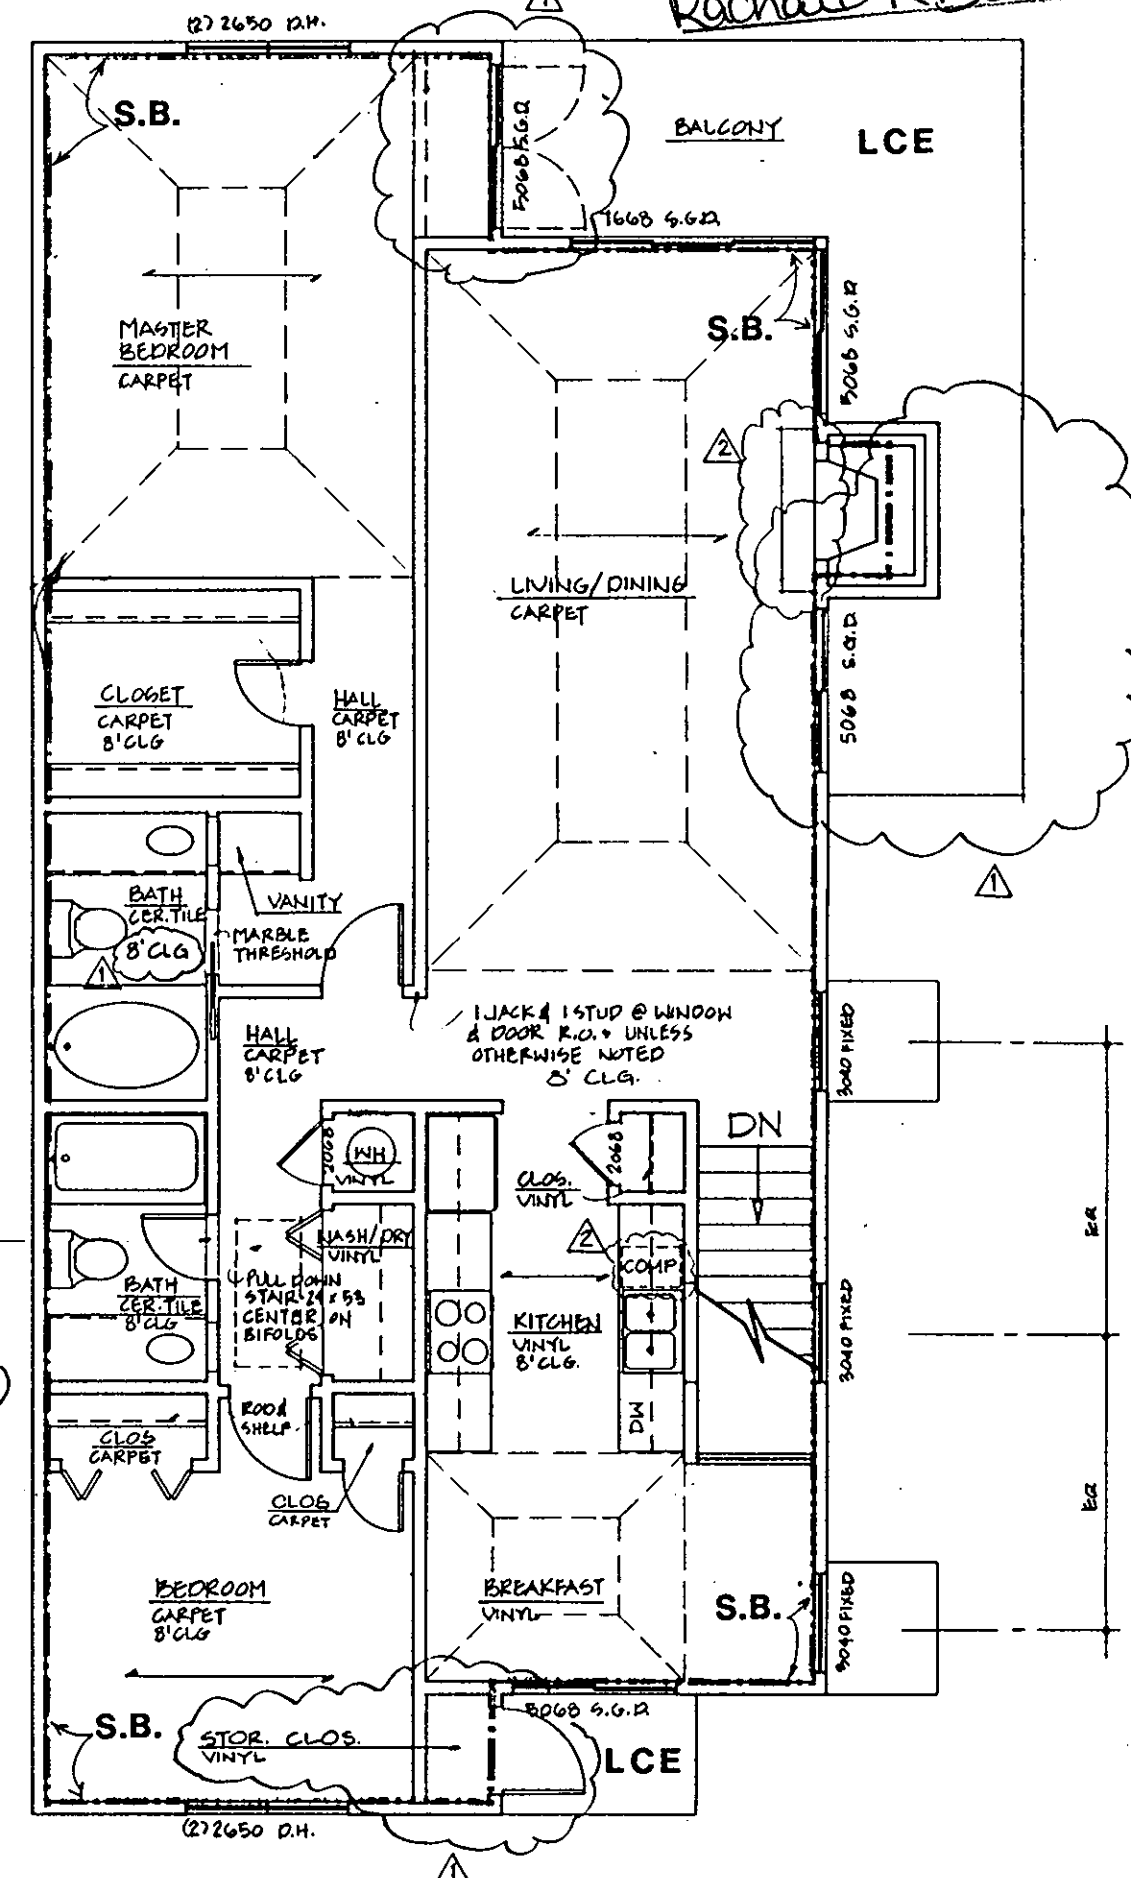 (2) 2650 D.H.
1
S.B.
BALCONY
LCE
5068 S.G.D.
7668 S.G.D.
S.B.
5068 S.G.D.
MASTER
BEDROOM
CARPET
2
LIVING/DINING
CARPET
5068 S.G.D.
CLOSET
CARPET
8' CLG
HALL
CARPET
8' CLG
1
BATH
CER. TILE
8' CLG
1
VANITY
MARBLE
THRESHOLD
1 JACK & 1 STUD @ WINDOW
& DOOR R.O. UNLESS
OTHERWISE NOTED
8' CLG.
HALL
CARPET
8' CLG
3040 FIXED
DN
2068
WH
VINYL
2068
CLOS.
VINYL
WASH/DRY
VINYL
2
COMP
EQ
PULL DOWN
STAIR 24 x 53
CENTER ON
BIFOLDS
BATH
CER. TILE
8' CLG
KITCHEN
VINYL
8' CLG.
3040 FIXED
DW
ROD &
SHELF
CLOS
CARPET
CLOS
CARPET
EQ
BEDROOM
CARPET
8' CLG
BREAKFAST
VINYL
S.B.
3040 FIXED
S.B.
STOR. CLOS.
VINYL
5068 S.G.D.
LCE
(2) 2650 D.H.
1